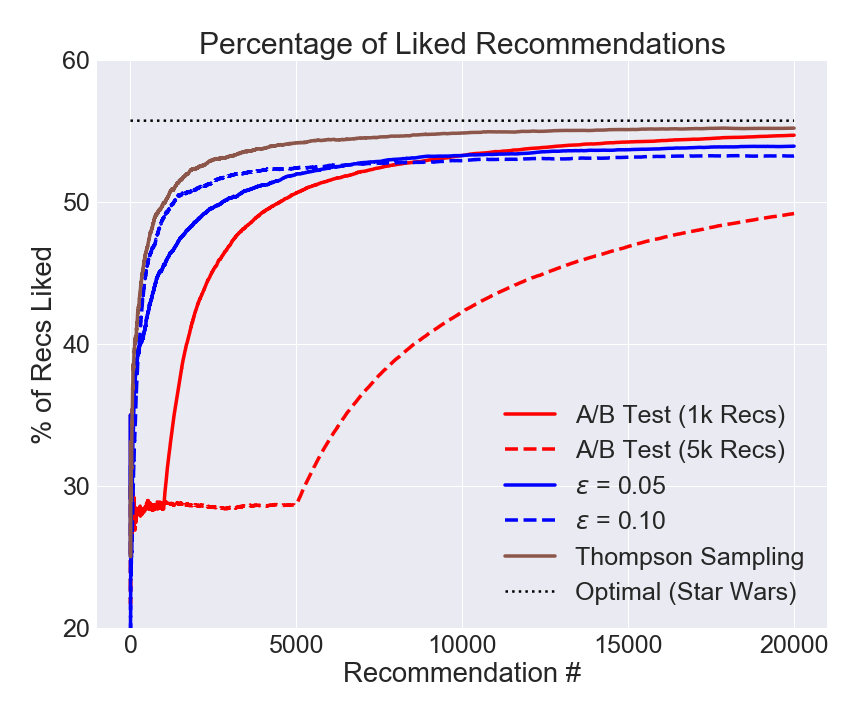 Percentage of Liked Recommendations
60
50
40
30
20
% of Recs Liked
A/B Test (1k Recs)
A/B Test (5k Recs)
ε = 0.05
ε = 0.10
Thompson Sampling
Optimal (Star Wars)
0 5000 10000 15000 20000
Recommendation #